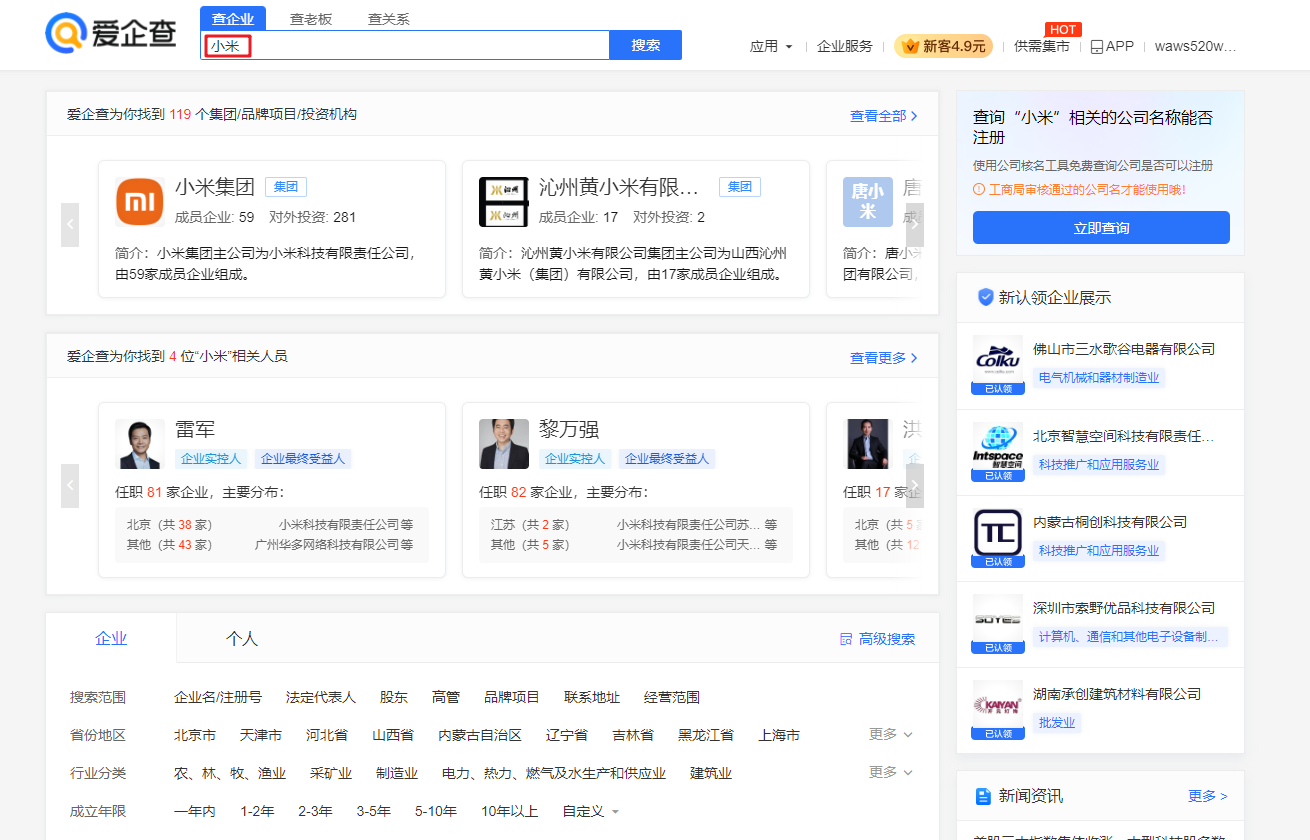 爱企查
查企业 查老板 查关系
小米
搜索
应用 企业服务 新客4.9元 供需集市 HOT APP waws520w…
爱企查为你找到 119 个集团/品牌项目/投资机构
查看全部
mi
小米集团 集团
成员企业: 59 对外投资: 281
简介：小米集团主公司为小米科技有限责任公司，
由59家成员企业组成。
沁州
沁州
沁州黄小米有限… 集团
成员企业: 17 对外投资: 2
简介：沁州黄小米有限公司集团主公司为山西沁州
黄小米（集团）有限公司，由17家成员企业组成。
唐小
米
唐
成
简介：唐小米
团有限公司，
爱企查为你找到 4 位“小米”相关人员
查看更多
雷军
企业实控人 企业最终受益人
任职 81 家企业，主要分布：
北京（共 38 家） 小米科技有限责任公司 等
其他（共 43 家） 广州华多网络科技有限公司 等
黎万强
企业实控人 企业最终受益人
任职 82 家企业，主要分布：
江苏（共 2 家） 小米科技有限责任公司苏… 等
其他（共 5 家） 小米科技有限责任公司天… 等
洪
企
任职 17 家企
北京（共 5 家
其他（共 12
企业 个人
高级搜索
搜索范围 企业名/注册号 法定代表人 股东 高管 品牌项目 联系地址 经营范围
省份地区 北京市 天津市 河北省 山西省 内蒙古自治区 辽宁省 吉林省 黑龙江省 上海市 更多
行业分类 农、林、牧、渔业 采矿业 制造业 电力、热力、燃气及水生产和供应业 建筑业 更多
成立年限 一年内 1-2年 2-3年 3-5年 5-10年 10年以上 自定义
查询“小米”相关的公司名称能否
注册
使用公司核名工具免费查询公司是否可以注册
工商局审核通过的公司名才能使用哦!
立即查询
新认领企业展示
Colku
已认领
佛山市三水歌谷电器有限公司
电气机械和器材制造业
Intspace
智慧空间
已认领
北京智慧空间科技有限责任…
科技推广和应用服务业
TC
已认领
内蒙古桐创科技有限公司
科技推广和应用服务业
SOYES
已认领
深圳市索野优品科技有限公司
计算机、通信和其他电子设备制…
KAIYAN
已认领
湖南承创建筑材料有限公司
批发业
新闻资讯
更多 >